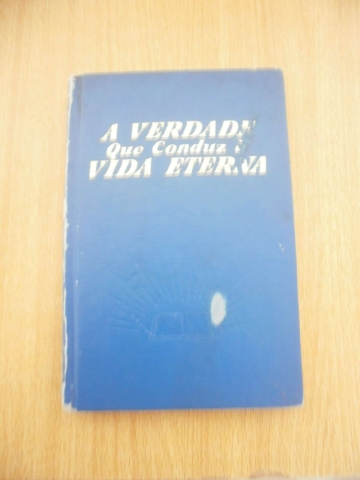 A VERDADE
Que Conduz à
VIDA ETERNA